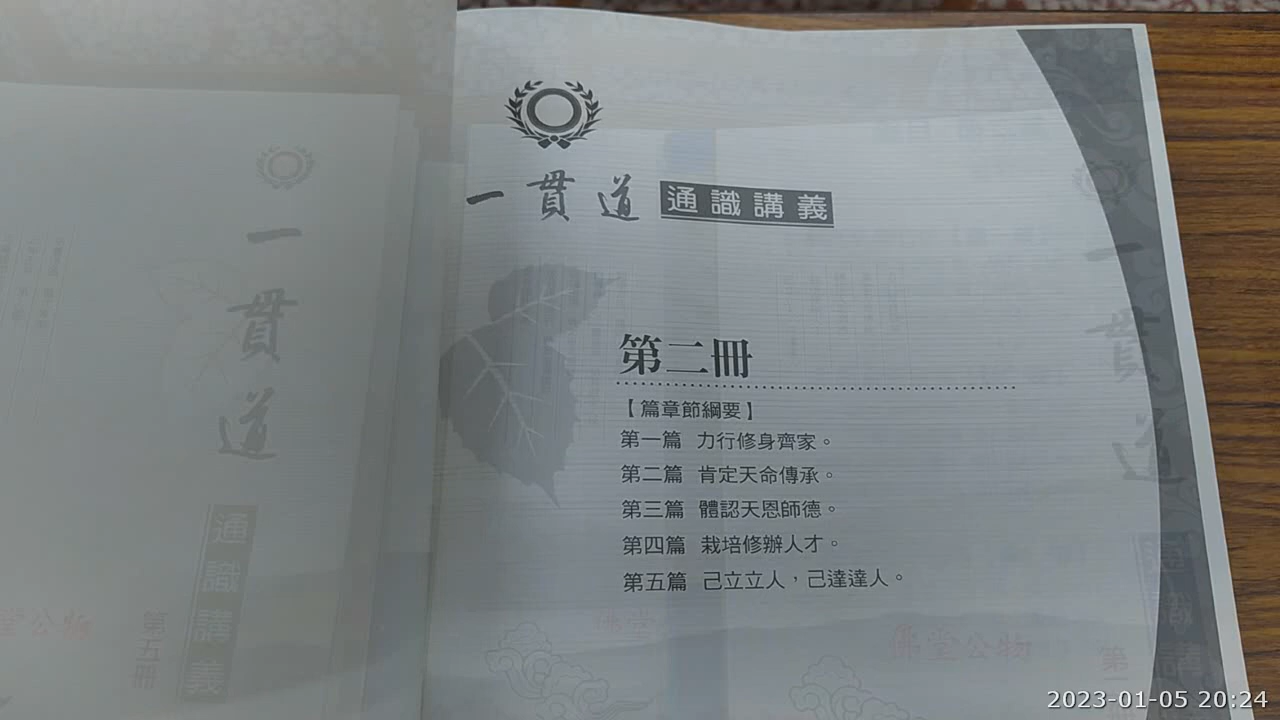 一貫道 通識講義
第二冊
【篇章節綱要】
第一篇 力行修身齊家。
第二篇 肯定天命傳承。
第三篇 體認天恩師德。
第四篇 栽培修辦人才。
第五篇 己立立人，己達達人。
佛堂公物
一貫道
通識講義
第五冊
2023-01-05 20:24